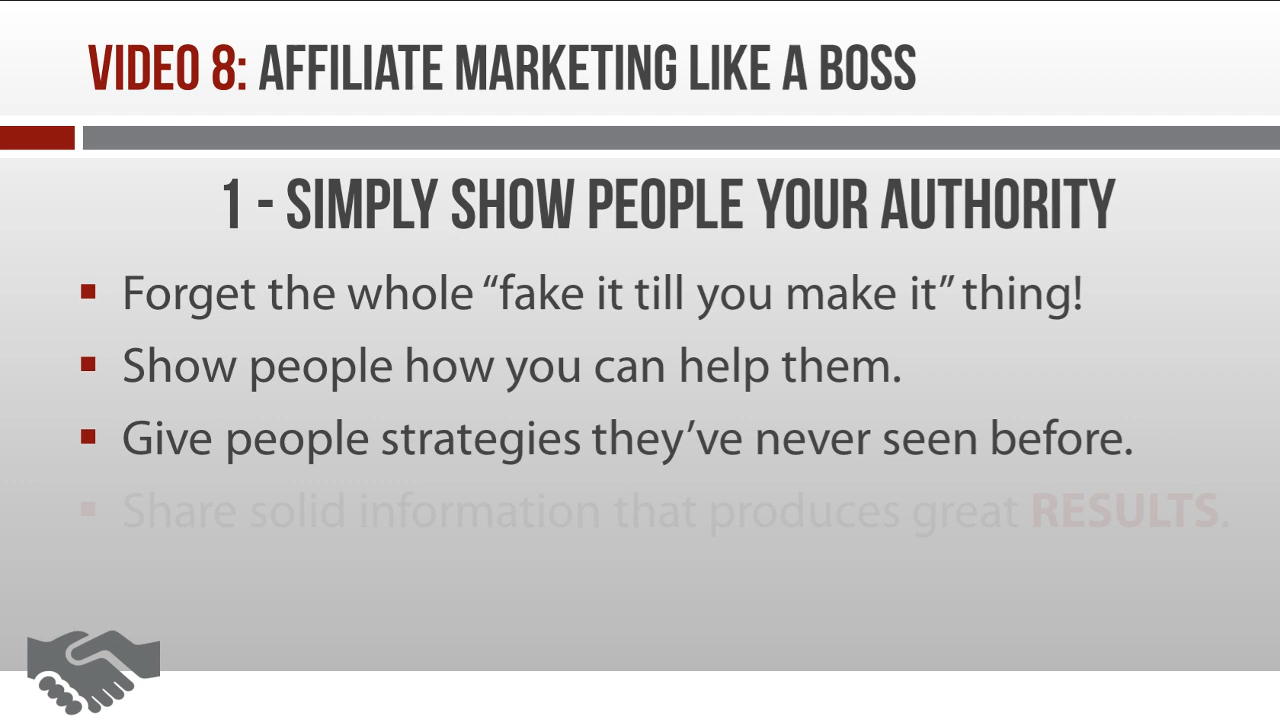 VIDEO 8: AFFILIATE MARKETING LIKE A BOSS
1 - SIMPLY SHOW PEOPLE YOUR AUTHORITY
Forget the whole “fake it till you make it” thing!
Show people how you can help them.
Give people strategies they’ve never seen before.
Share solid information that produces great RESULTS.